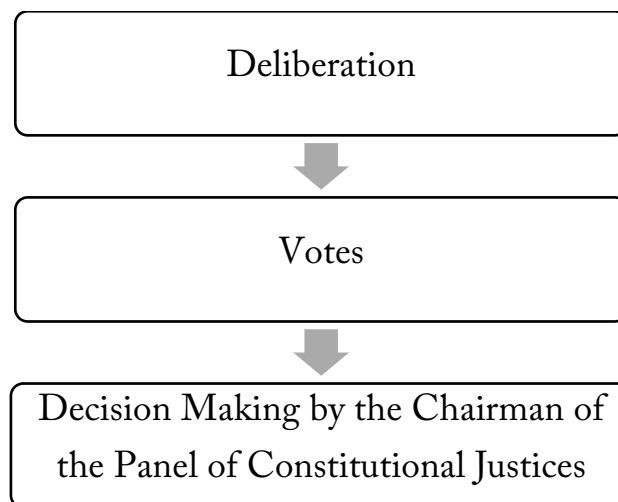 Deliberation
Votes
Decision Making by the Chairman of
the Panel of Constitutional Justices